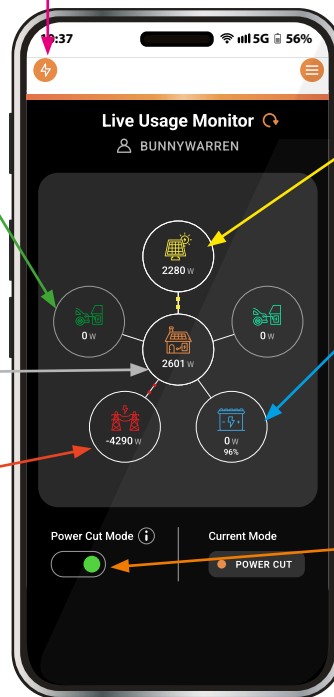 10:37 5G 56%
Live Usage Monitor
BUNNYWARREN
2280 W
0 W
0 W
2601 W
-4290 W
0 W
96%
Power Cut Mode i
Current Mode
POWER CUT